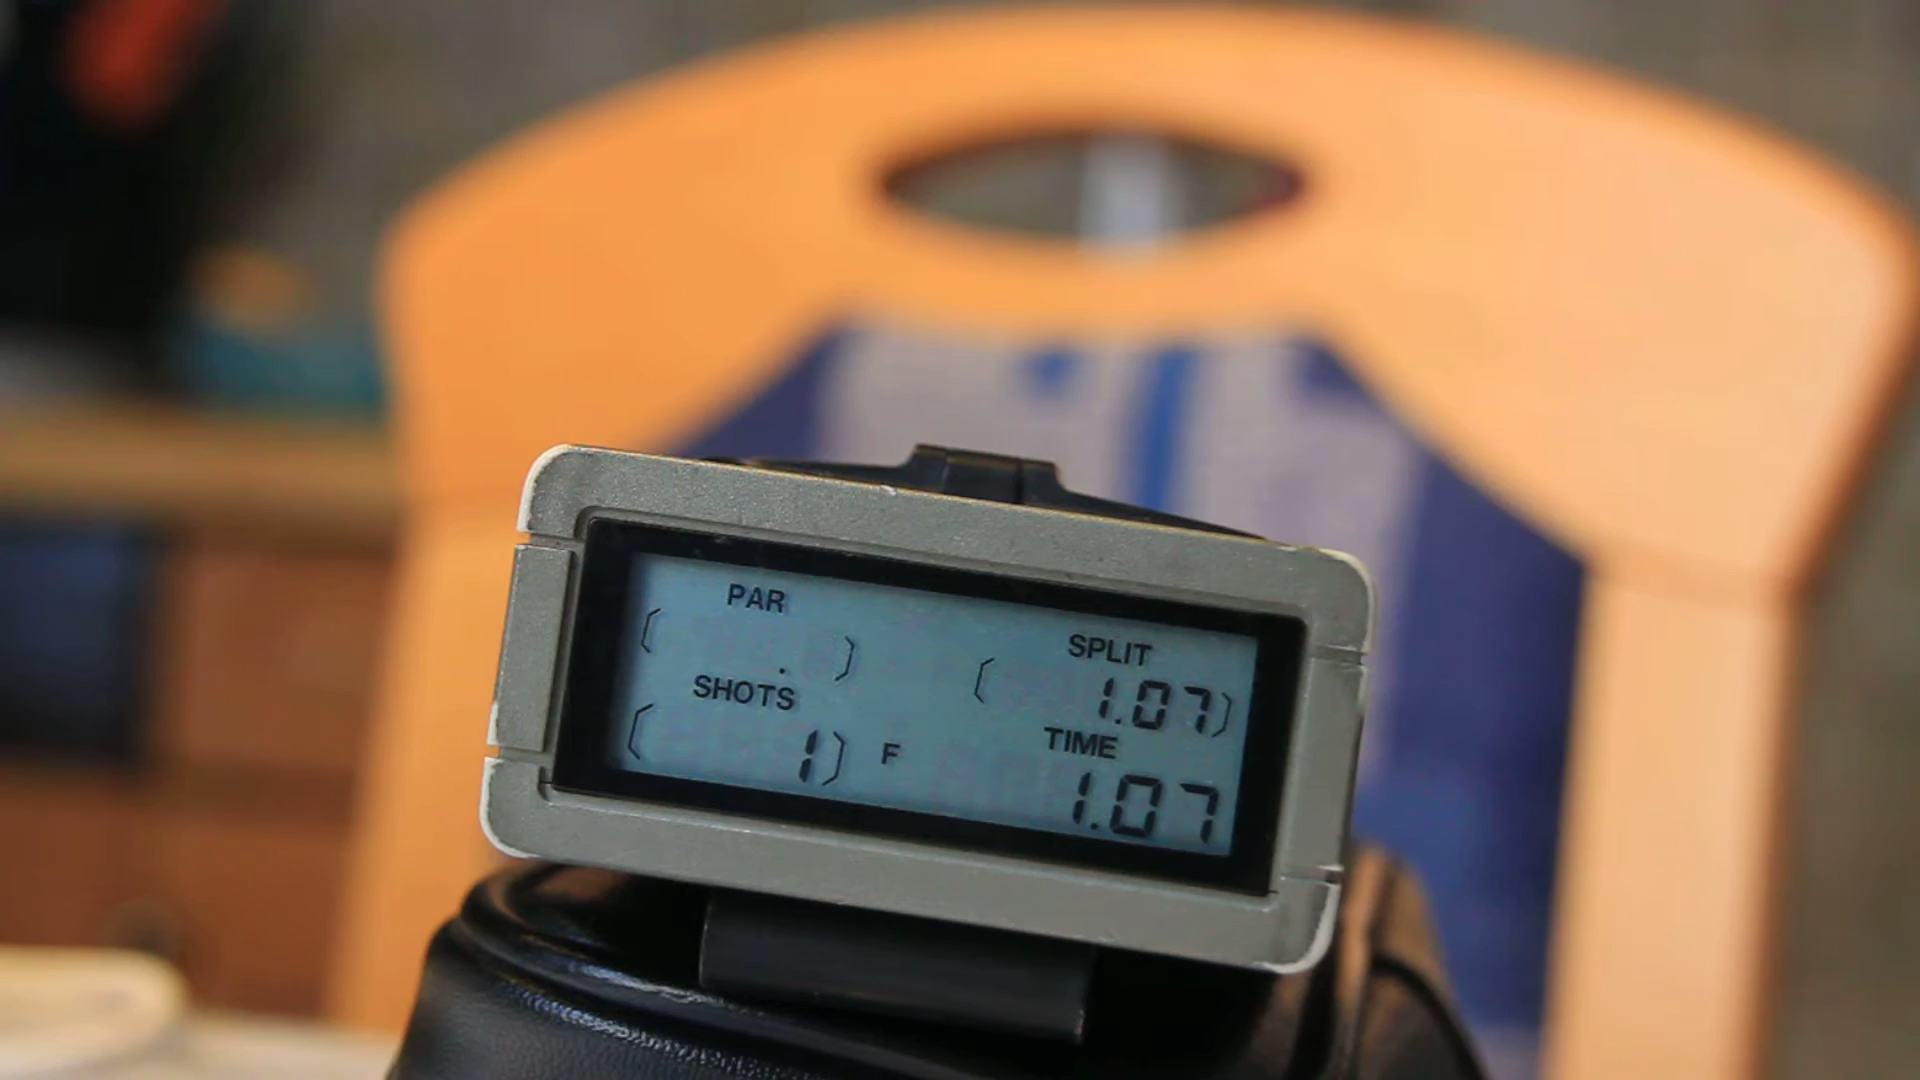 PAR
( . )
SPLIT
( 1.07)
SHOTS
( 1) F
TIME
1.07